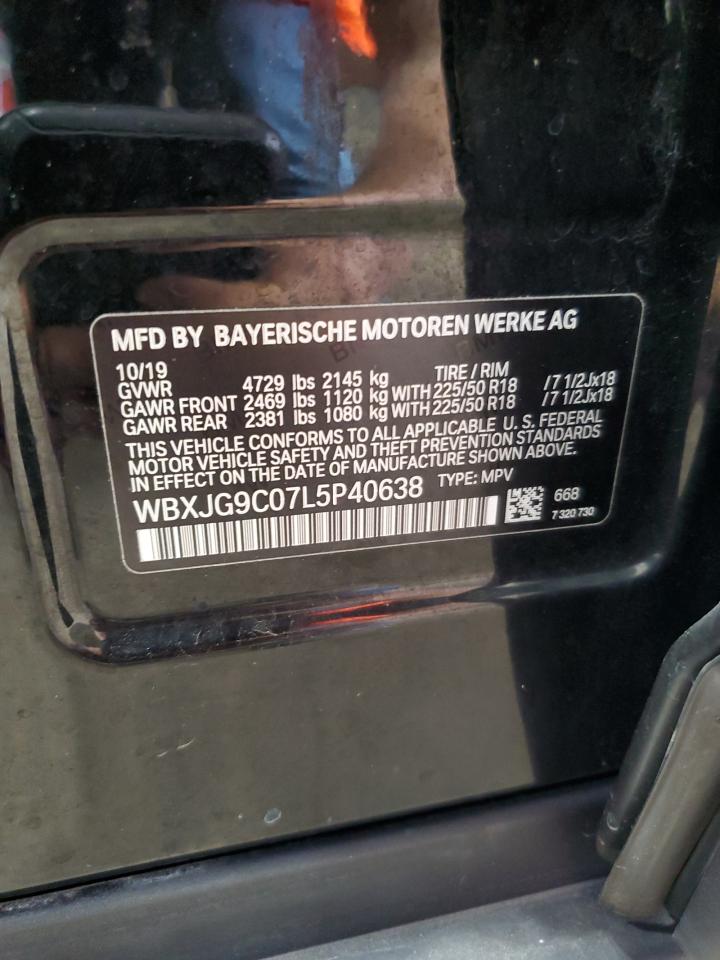 MFD BY BAYERISCHE MOTOREN WERKE AG
10/19 TIRE / RIM
GVWR 4729 lbs 2145 kg
GAWR FRONT 2469 lbs 1120 kg WITH 225/50 R18 /7 1/2Jx18
GAWR REAR 2381 lbs 1080 kg WITH 225/50 R18 /7 1/2Jx18
THIS VEHICLE CONFORMS TO ALL APPLICABLE U. S. FEDERAL
MOTOR VEHICLE SAFETY AND THEFT PREVENTION STANDARDS
IN EFFECT ON THE DATE OF MANUFACTURE SHOWN ABOVE.
WBXJG9C07L5P40638 TYPE: MPV
668
7 320 730